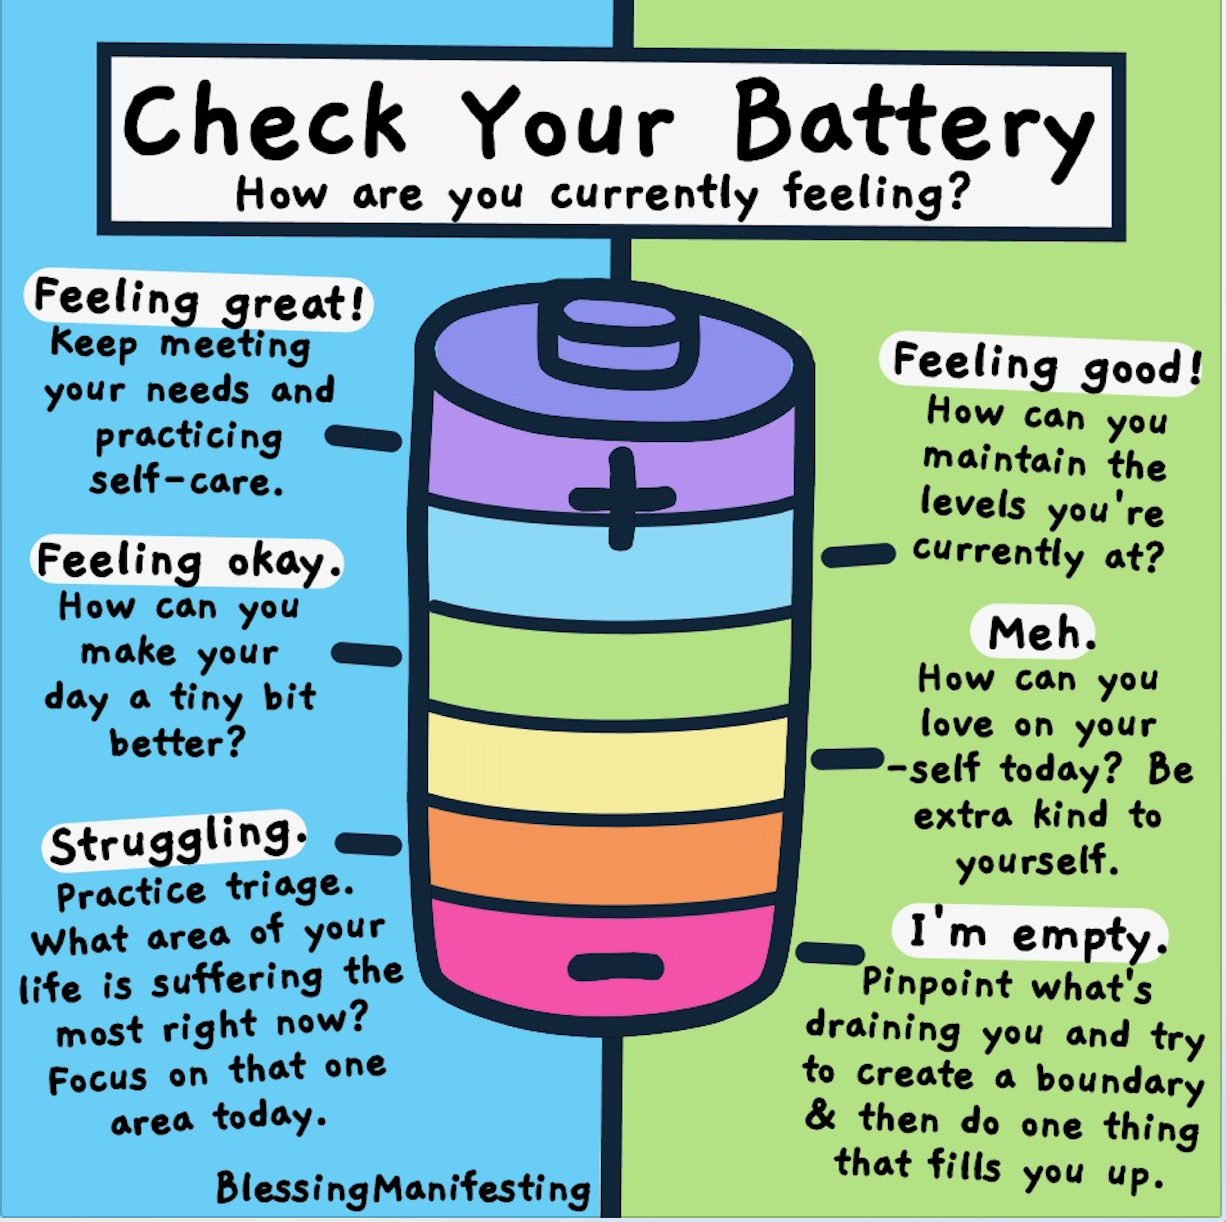 Check Your Battery
How are you currently feeling?
Feeling great!
Keep meeting
your needs and
practicing
self-care.
Feeling good!
How can you
maintain the
levels you're
currently at?
Feeling okay.
How can you
make your
day a tiny bit
better?
Meh.
How can you
love on your
-self today? Be
extra kind to
yourself.
Struggling.
Practice triage.
What area of your
life is suffering the
most right now?
Focus on that one
area today.
I'm empty.
Pinpoint what's
draining you and try
to create a boundary
& then do one thing
that fills you up.
BlessingManifesting